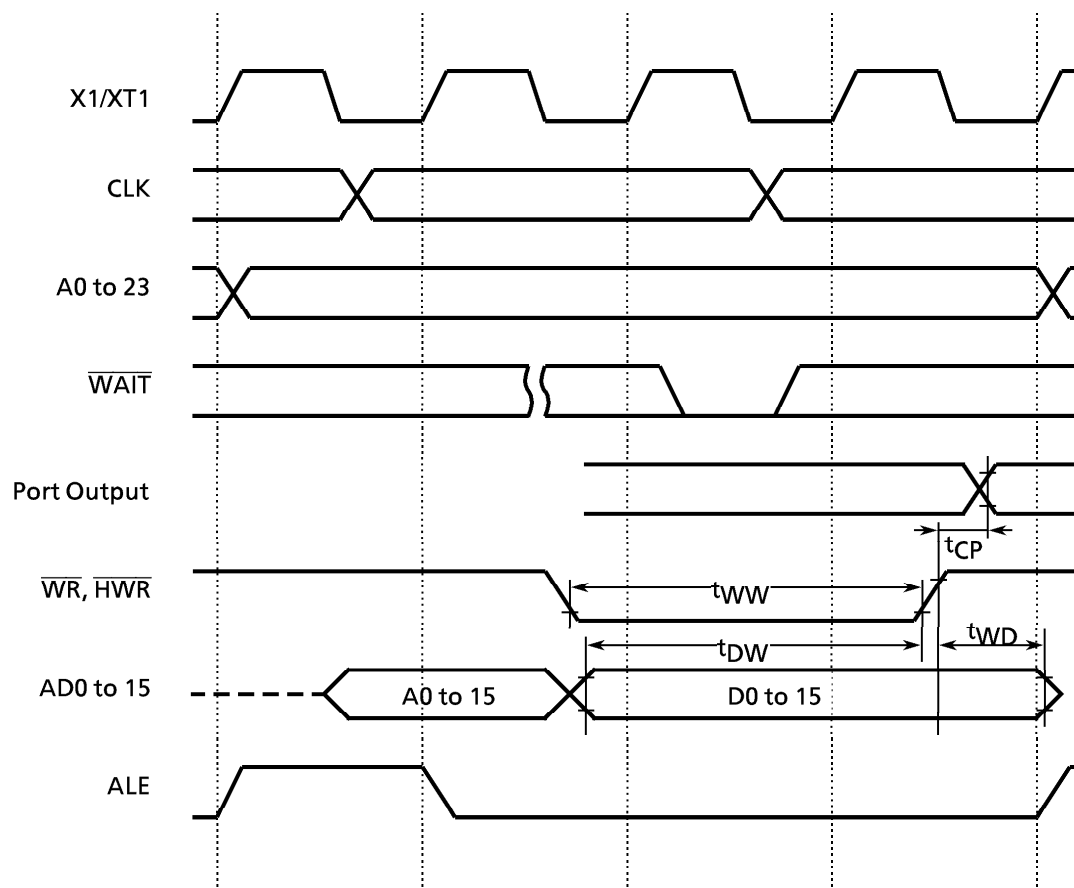 X1/XT1
CLK
A0 to 23
WAIT
Port Output
tCP
WR, HWR
tWW
tWD
tDW
AD0 to 15
A0 to 15
D0 to 15
ALE